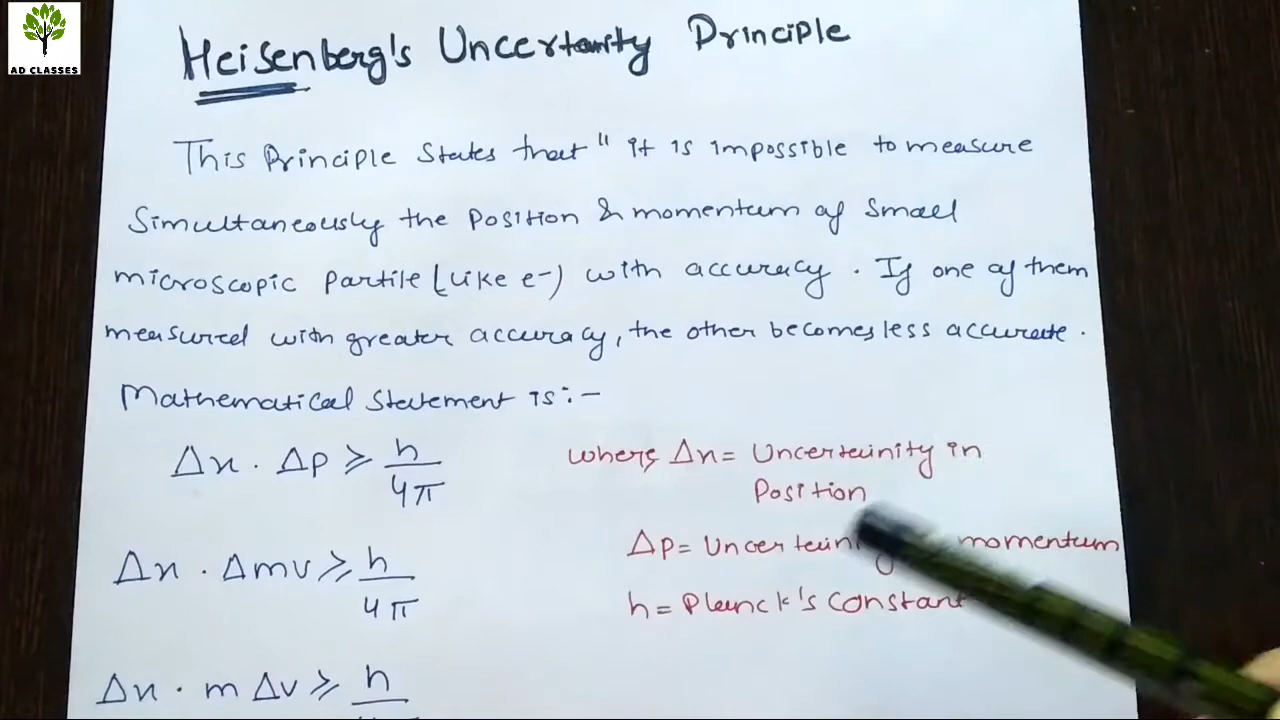 AD CLASSES
Heisenberg's Uncertainity Principle
This Principle States that " it is impossible to measure
Simultaneously the Position & momentum of small
microscopic Partile (like e-) with accuracy. If one of them
measured with greater accuracy, the other becomes less accurate.
Mathematical Statement is:-
Δx . Δp ≥ h/4π
where Δx = Uncertainity in
Position
Δp = Uncertainity momentum
Δx . Δmv ≥ h/4π
h = Planck's Constant
Δx . m Δv ≥ h